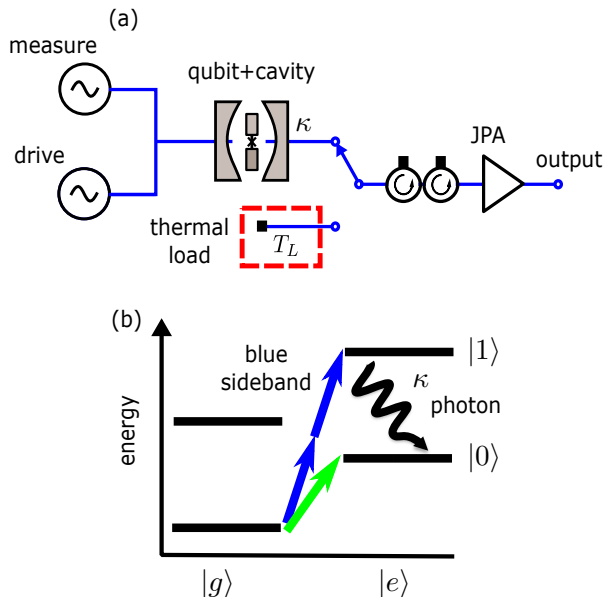 (a)
measure
qubit+cavity
κ
JPA
drive
output
thermal
load
T_L
(b)
energy
blue
sideband
|1⟩
κ
photon
|0⟩
|g⟩
|e⟩